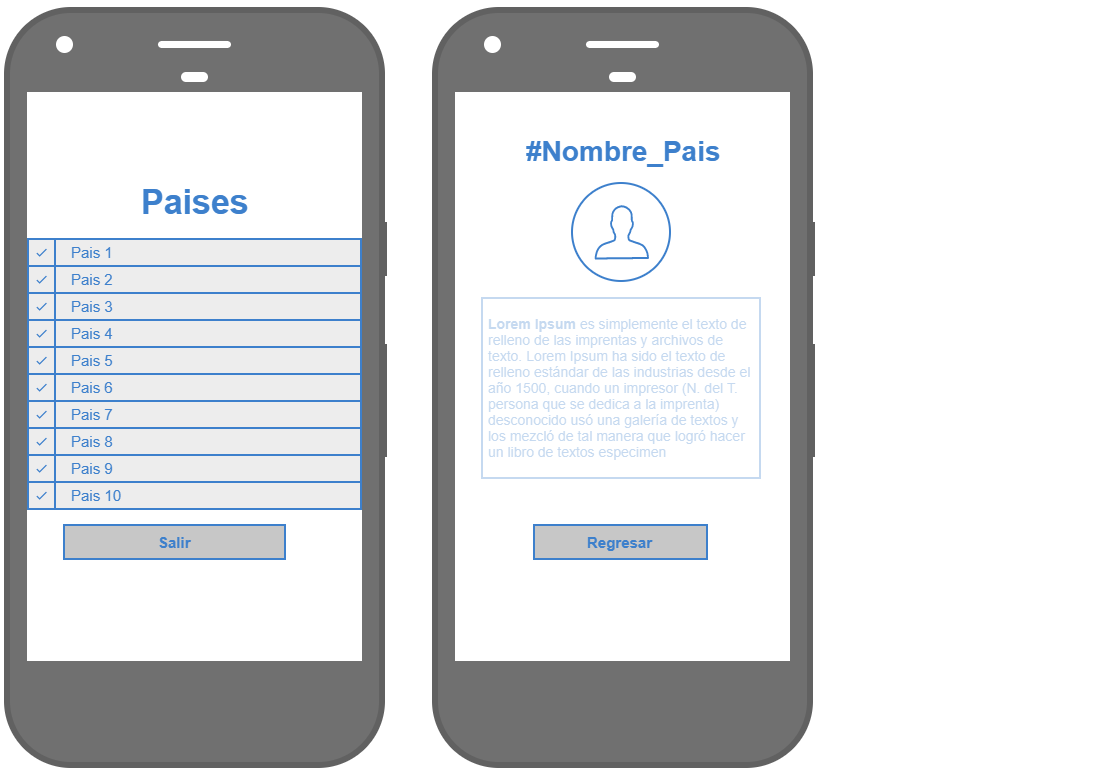 Paises
Pais 1
Pais 2
Pais 3
Pais 4
Pais 5
Pais 6
Pais 7
Pais 8
Pais 9
Pais 10
Salir
#Nombre_Pais
Lorem Ipsum es simplemente el texto de
relleno de las imprentas y archivos de
texto. Lorem Ipsum ha sido el texto de
relleno estándar de las industrias desde el
año 1500, cuando un impresor (N. del T.
persona que se dedica a la imprenta)
desconocido usó una galería de textos y
los mezcló de tal manera que logró hacer
un libro de textos especimen
Regresar